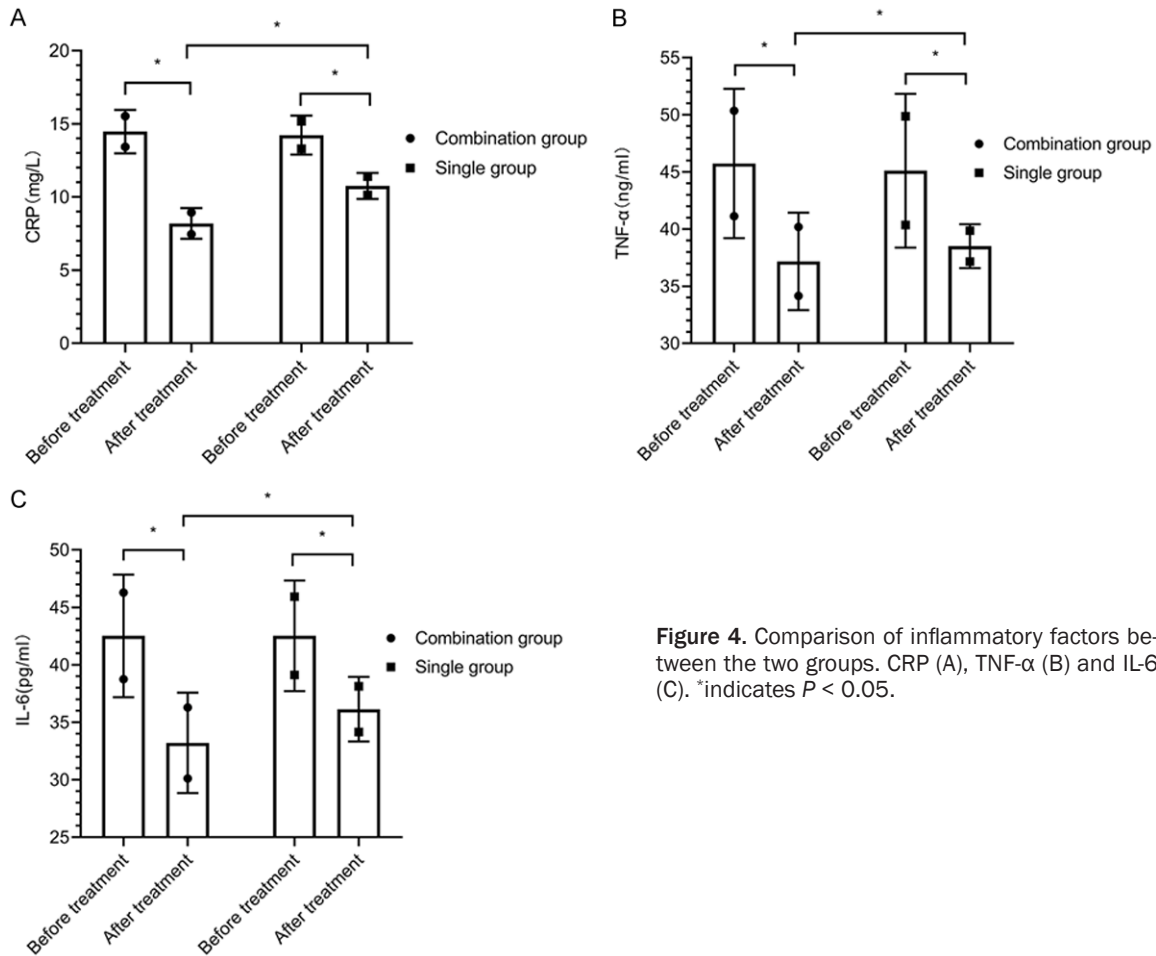 A
*
*
*
20
15
10
5
0
CRP (mg/L)
Before treatment
After treatment
Before treatment
After treatment
Combination group
Single group
B
*
*
*
55
50
45
40
35
30
TNF-α (ng/ml)
Before treatment
After treatment
Before treatment
After treatment
Combination group
Single group
C
*
*
*
50
45
40
35
30
25
IL-6(pg/ml)
Before treatment
After treatment
Before treatment
After treatment
Combination group
Single group
Figure 4. Comparison of inflammatory factors be-
tween the two groups. CRP (A), TNF-α (B) and IL-6
(C). *indicates P < 0.05.